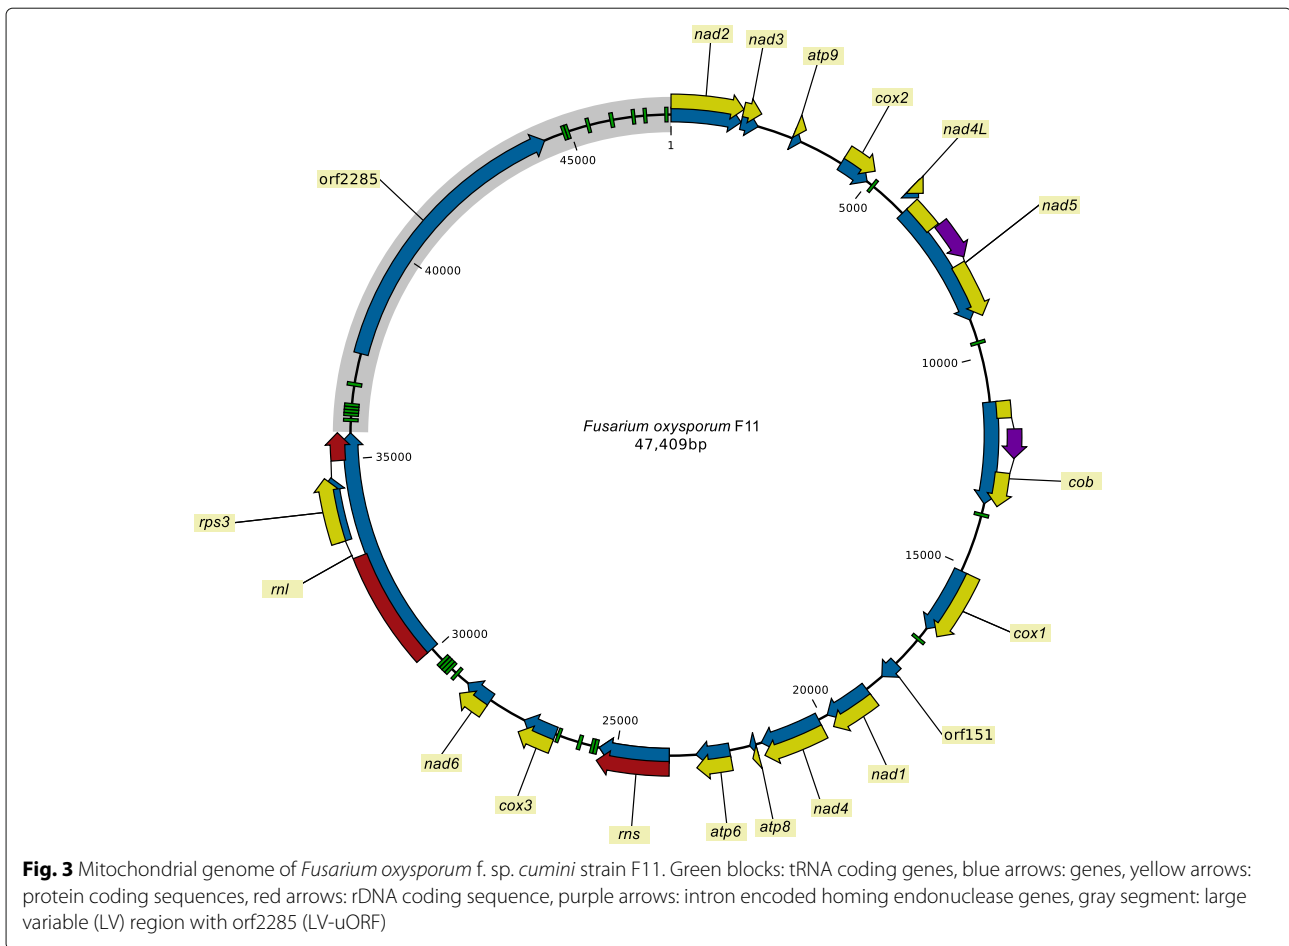 nad2
nad3
atp9
cox2
nad4L
nad5
orf2285
45000
1
5000
40000
10000
Fusarium oxysporum F11
47,409bp
35000
cob
rps3
15000
rnl
30000
cox1
20000
25000
orf151
nad6
nad1
cox3
nad4
rns
atp6
atp8
Fig. 3 Mitochondrial genome of Fusarium oxysporum f. sp. cumini strain F11. Green blocks: tRNA coding genes, blue arrows: genes, yellow arrows:
protein coding sequences, red arrows: rDNA coding sequence, purple arrows: intron encoded homing endonuclease genes, gray segment: large
variable (LV) region with orf2285 (LV-uORF)